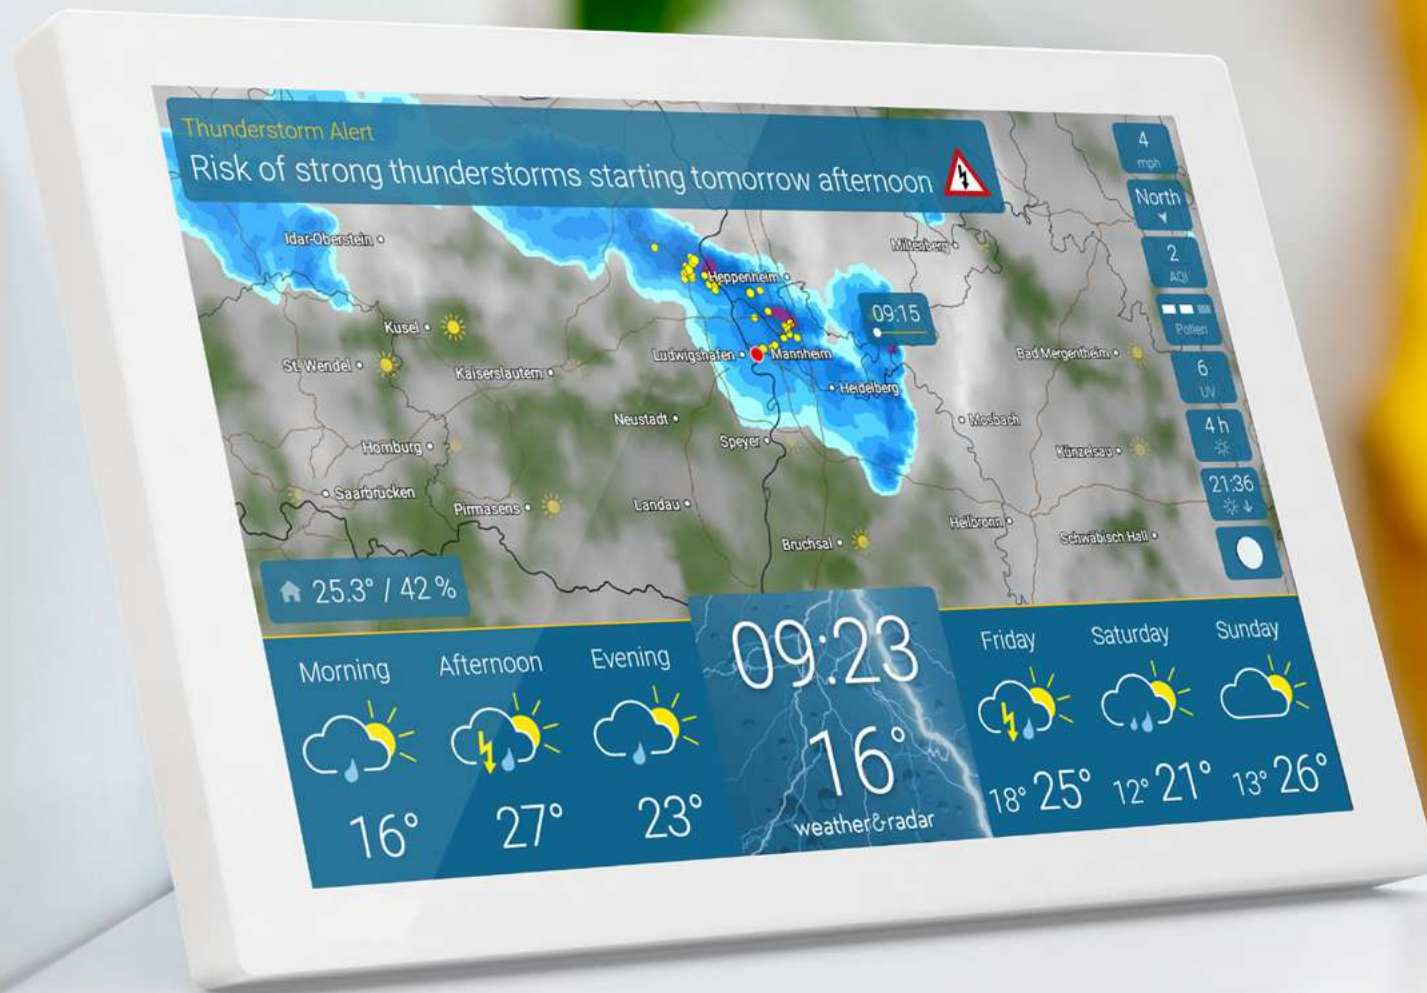 Thunderstorm Alert
Risk of strong thunderstorms starting tomorrow afternoon
4
mph
North
2
AQI
Pollen
6
UV
4 h
21:36
Idar-Oberstein
Miltenberg
Heppenheim
09:15
Kusel
St. Wendel
Kaiserslautern
Ludwigshafen
Mannheim
Bad Mergentheim
Heidelberg
Neustadt
Mosbach
Speyer
Homburg
Künzelsau
Saarbrücken
Pirmasens
Landau
Heilbronn
Bruchsal
Schwäbisch Hall
25.3° / 42 %
Morning
Afternoon
Evening
16°
27°
23°
09:23
16°
weather&radar
Friday
Saturday
Sunday
18° 25°
12° 21°
13° 26°